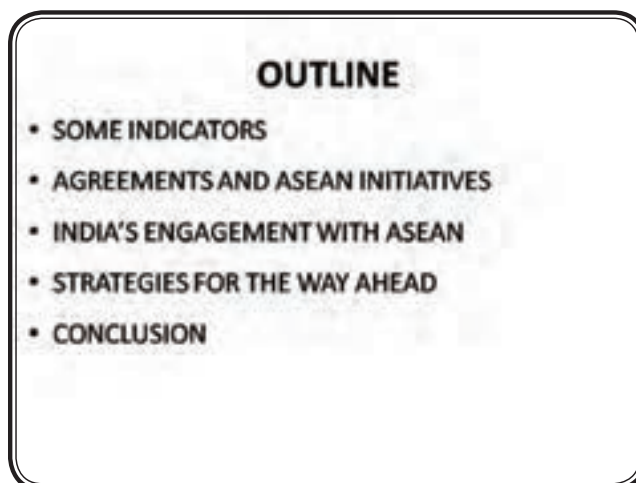 OUTLINE
• SOME INDICATORS
• AGREEMENTS AND ASEAN INITIATIVES
• INDIA'S ENGAGEMENT WITH ASEAN
• STRATEGIES FOR THE WAY AHEAD
• CONCLUSION